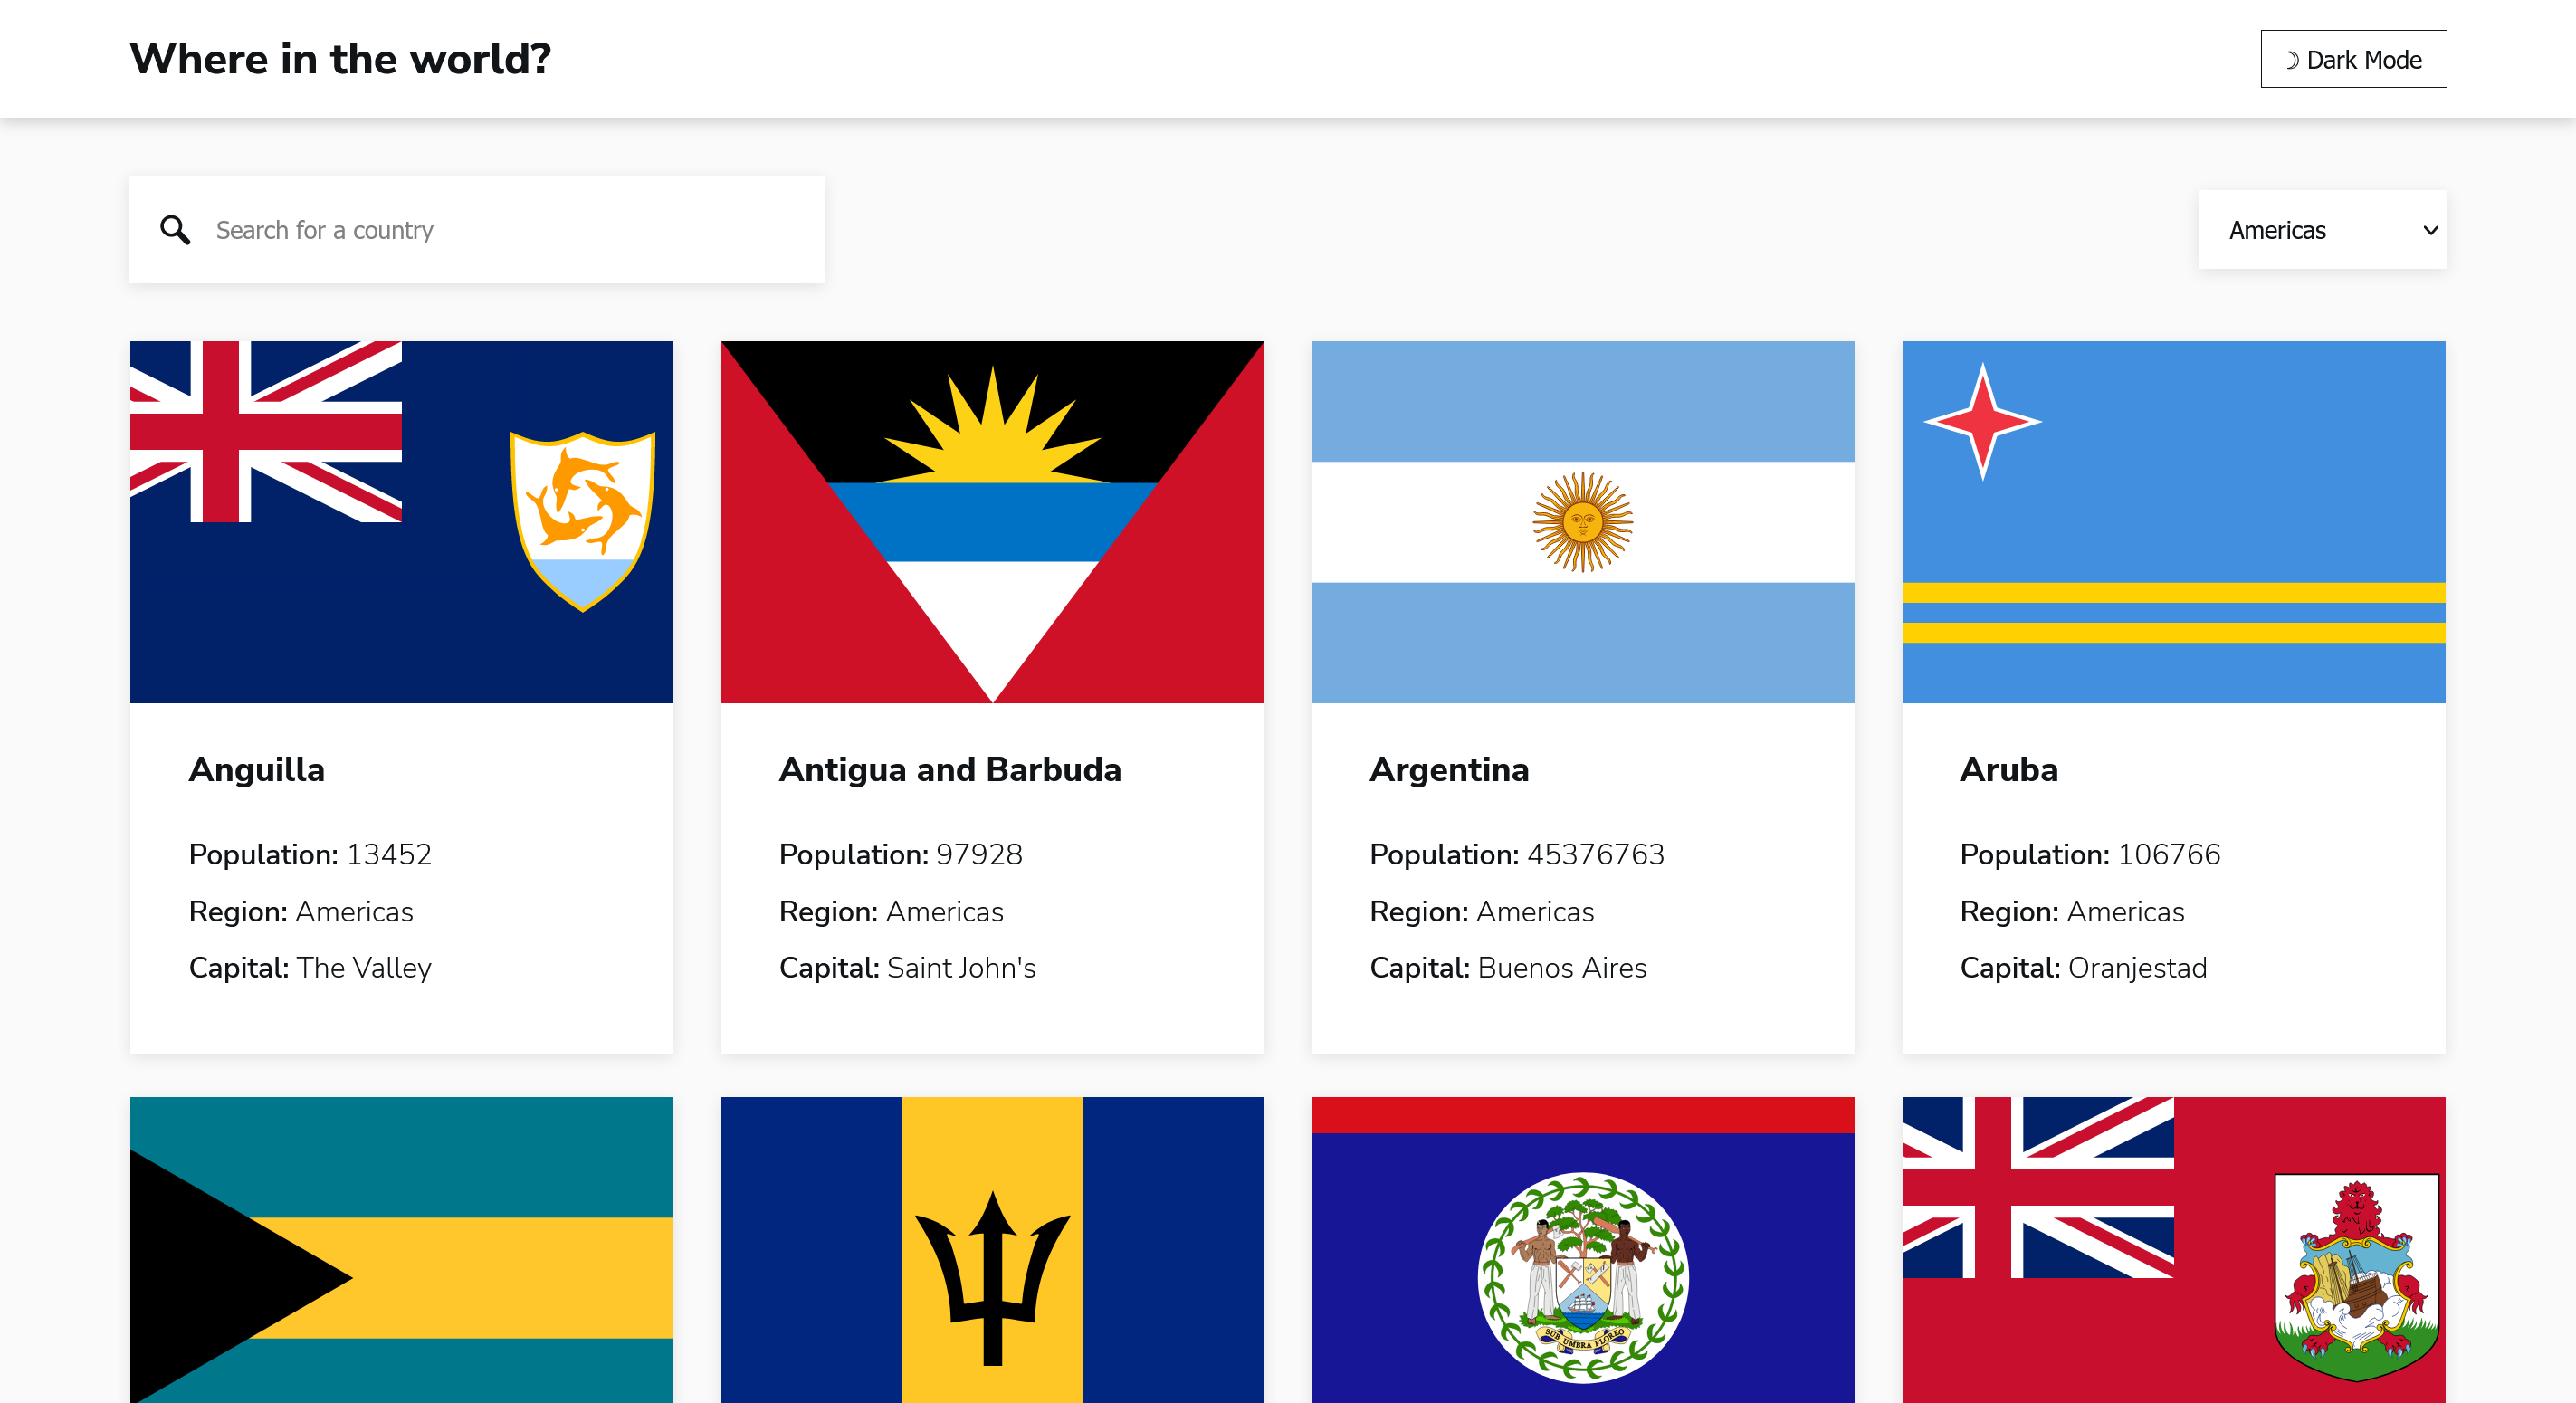 Where in the world?
☽ Dark Mode
Search for a country
Americas
Anguilla
Population: 13452
Region: Americas
Capital: The Valley
Antigua and Barbuda
Population: 97928
Region: Americas
Capital: Saint John's
Argentina
Population: 45376763
Region: Americas
Capital: Buenos Aires
Aruba
Population: 106766
Region: Americas
Capital: Oranjestad
SUB UMBRA FLOREO